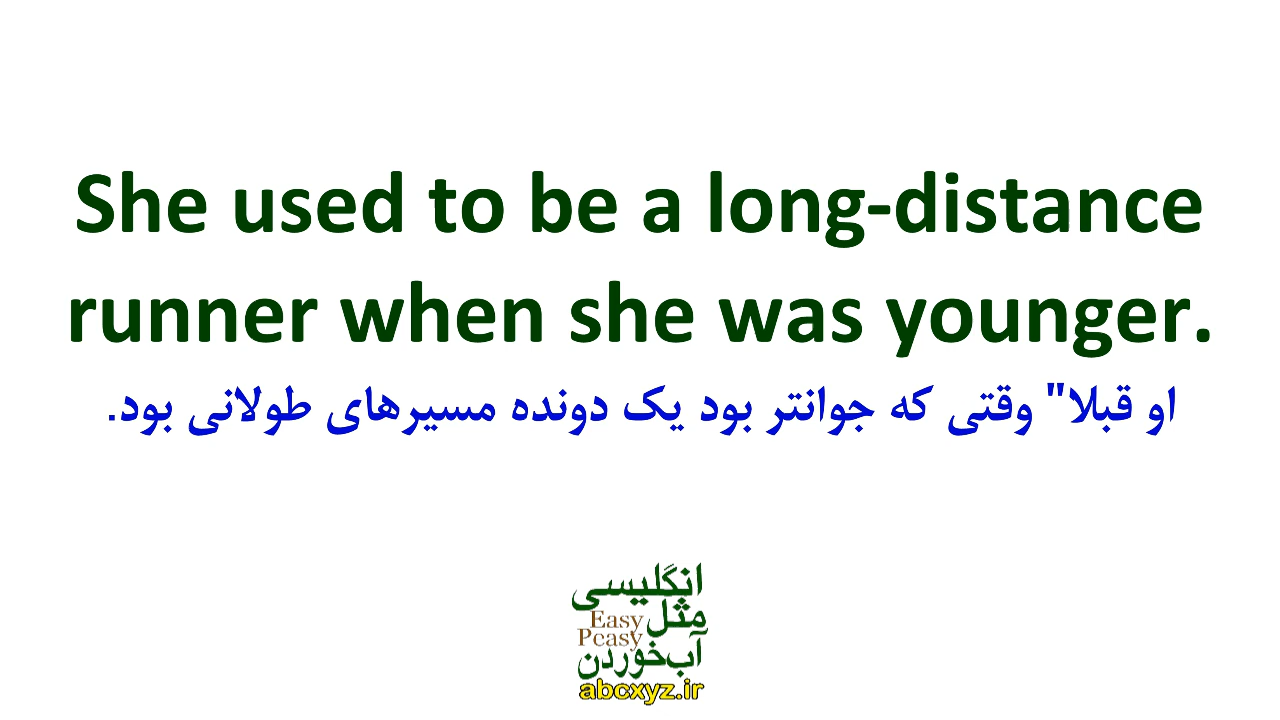 She used to be a long-distance
runner when she was younger.
او قبلا" وقتی که جوانتر بود یک دونده مسیرهای طولانی بود.
انگلیسی
مثل
Easy
Peasy
آب‌خوردن
abcxyz.ir